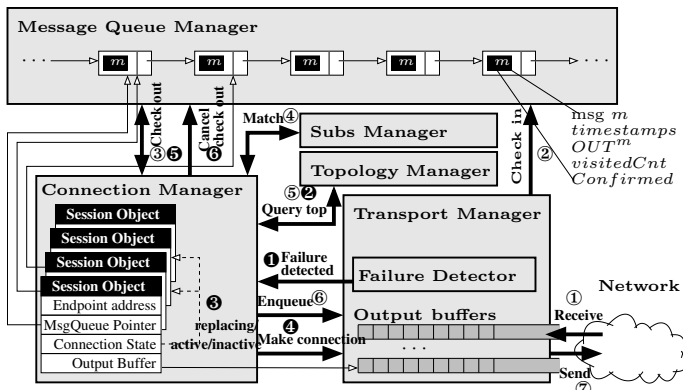 Message Queue Manager
··· m m m m m ···
msg m
timestamps
OUT^m
visitedCnt
Confirmed
Check out
③❺
Cancel
check out
❻
Match④
Check in
②
Subs Manager
Topology Manager
Connection Manager
⑤❷
Query top
Transport Manager
Session Object
Session Object
Session Object
Session Object
Endpoint address
MsgQueue Pointer
Connection State
Output Buffer
❶Failure
detected
Failure Detector
❸
replacing/
active/inactive
Enqueue⑥
❹
Make connection
Output buffers
···
Network
①
Receive
Send
⑦